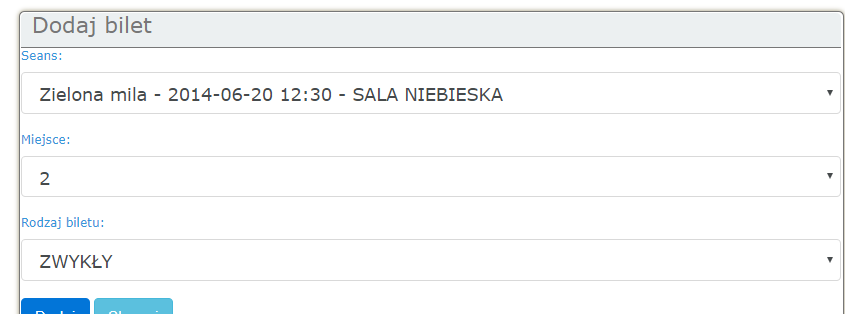 Dodaj bilet
Seans:
Zielona mila - 2014-06-20 12:30 - SALA NIEBIESKA
Miejsce:
2
Rodzaj biletu:
ZWYKŁY